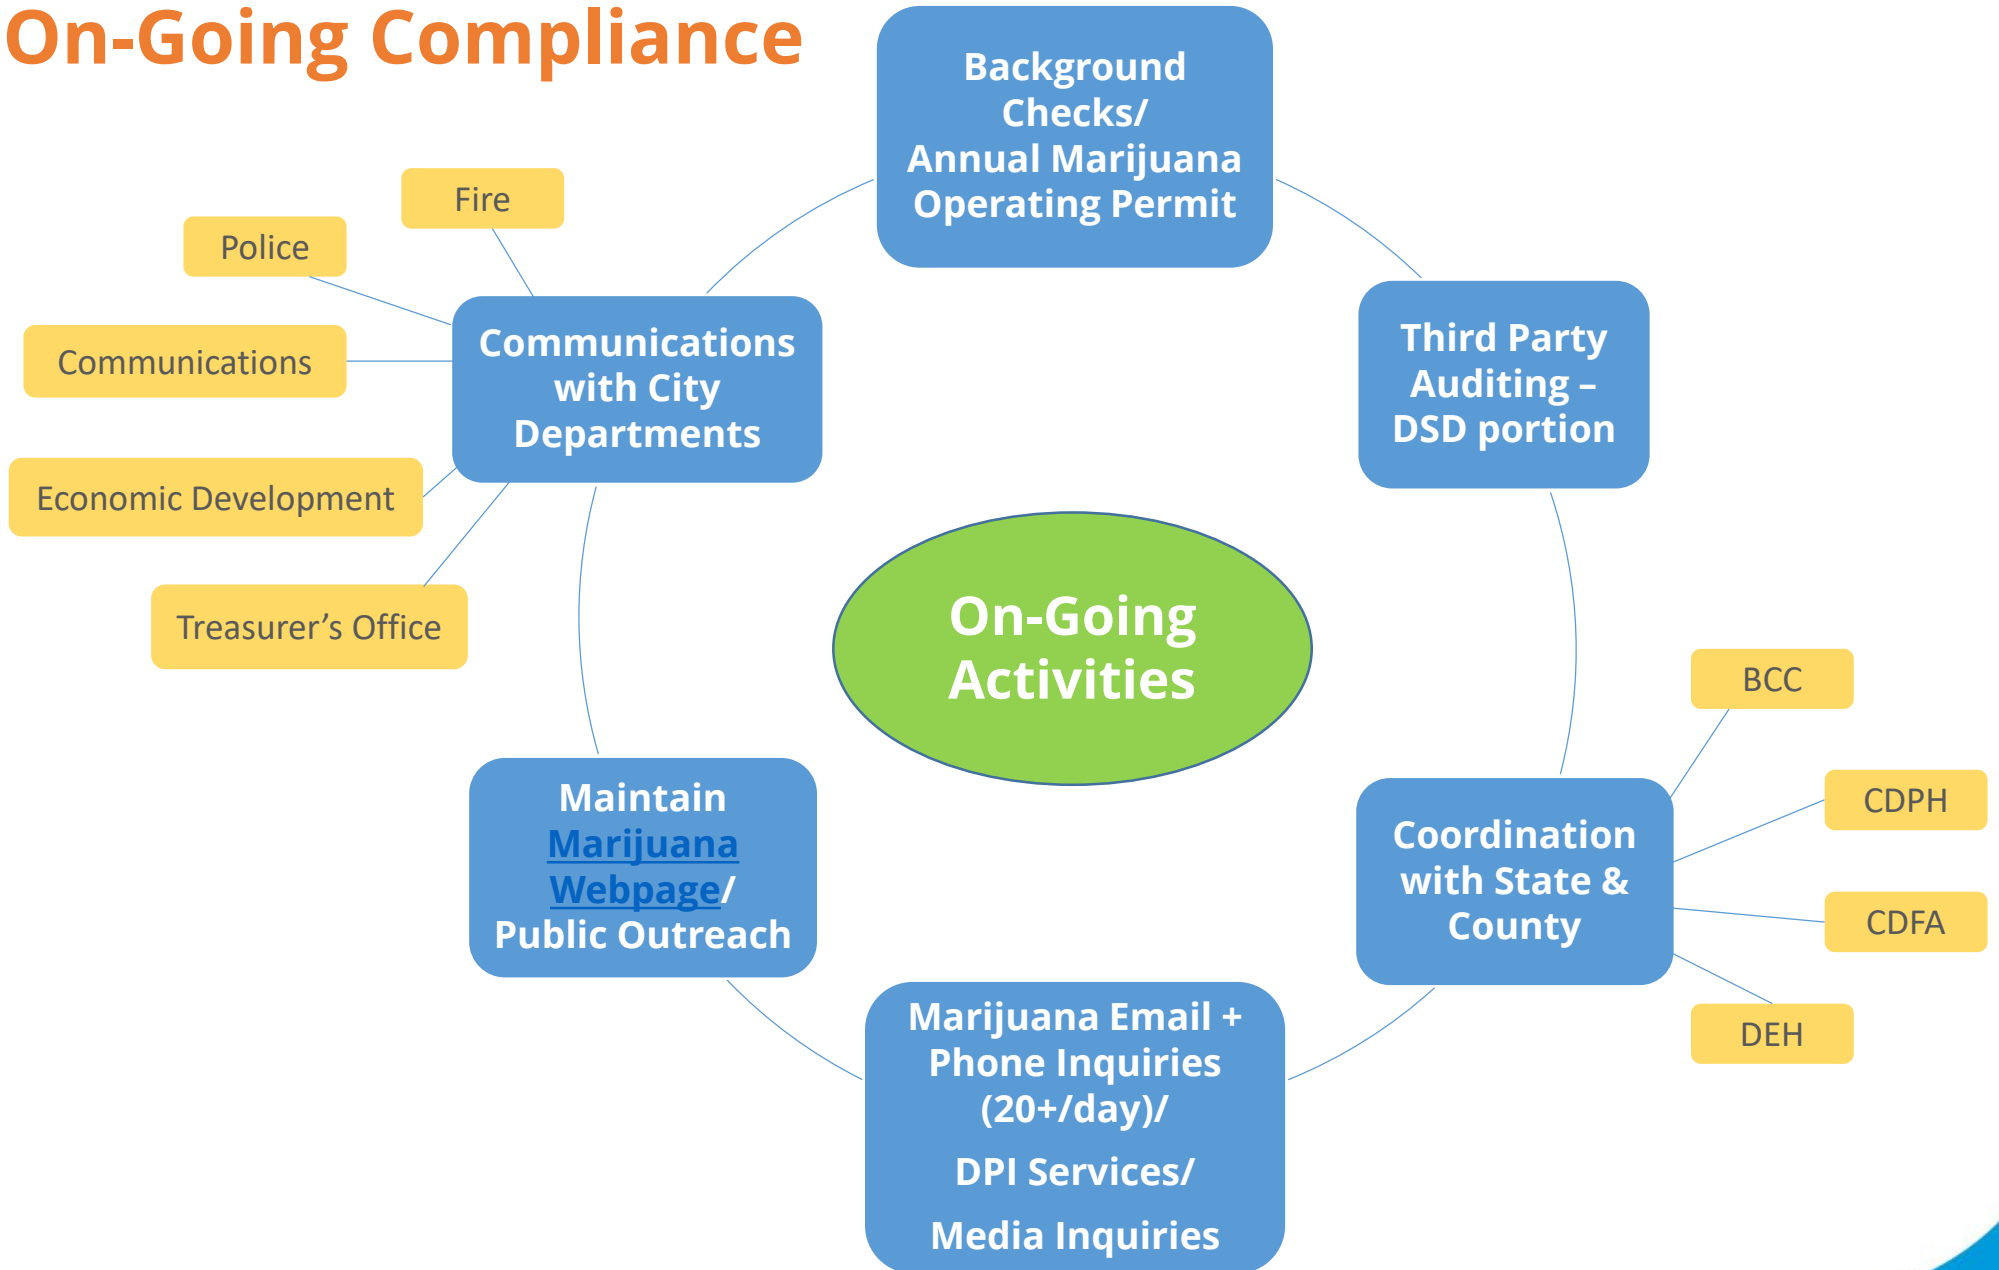 On-Going Compliance
Background
Checks/
Annual Marijuana
Operating Permit
Third Party
Auditing –
DSD portion
Coordination
with State &
County
BCC
CDPH
CDFA
DEH
Marijuana Email +
Phone Inquiries
(20+/day)/
DPI Services/
Media Inquiries
Maintain
Marijuana
Webpage/
Public Outreach
Communications
with City
Departments
Fire
Police
Communications
Economic Development
Treasurer’s Office
On-Going
Activities